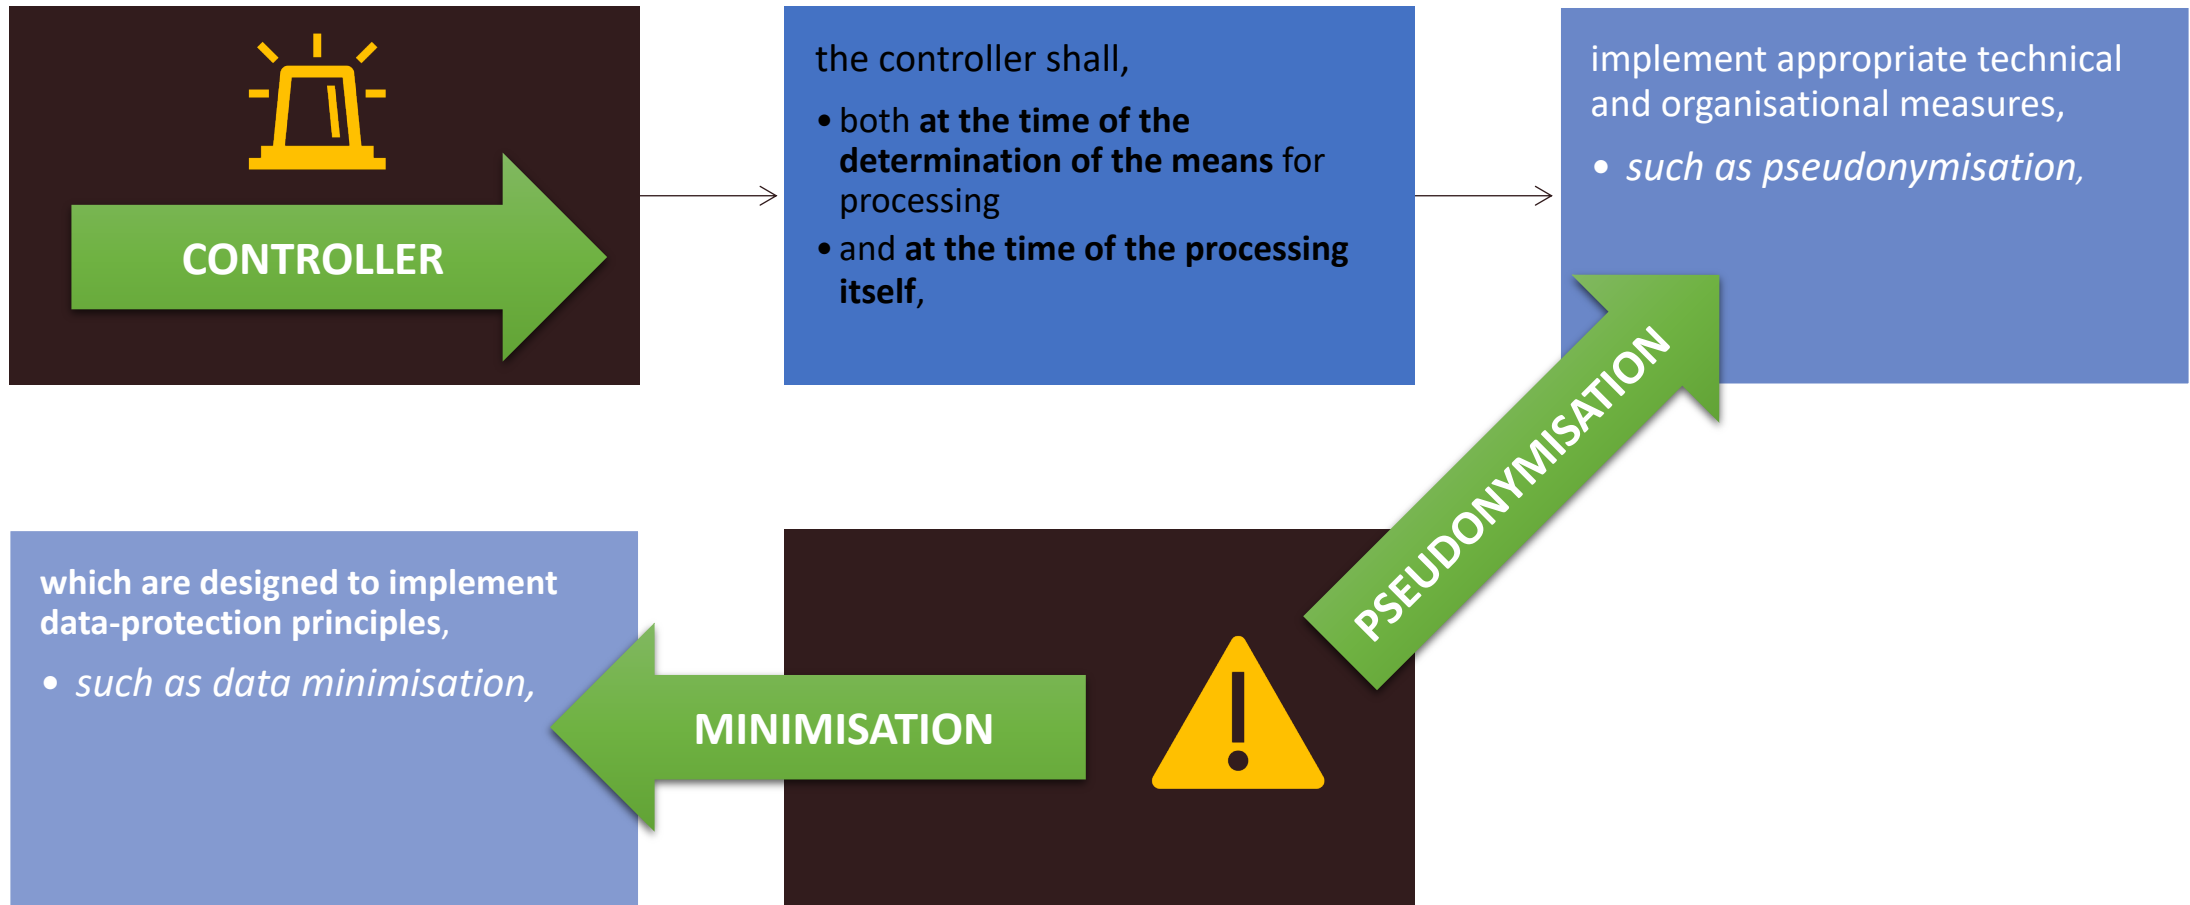 CONTROLLER
the controller shall,
• both at the time of the
determination of the means for
processing
• and at the time of the processing
itself,
implement appropriate technical
and organisational measures,
• such as pseudonymisation,
PSEUDONYMISATION
which are designed to implement
data-protection principles,
• such as data minimisation,
MINIMISATION